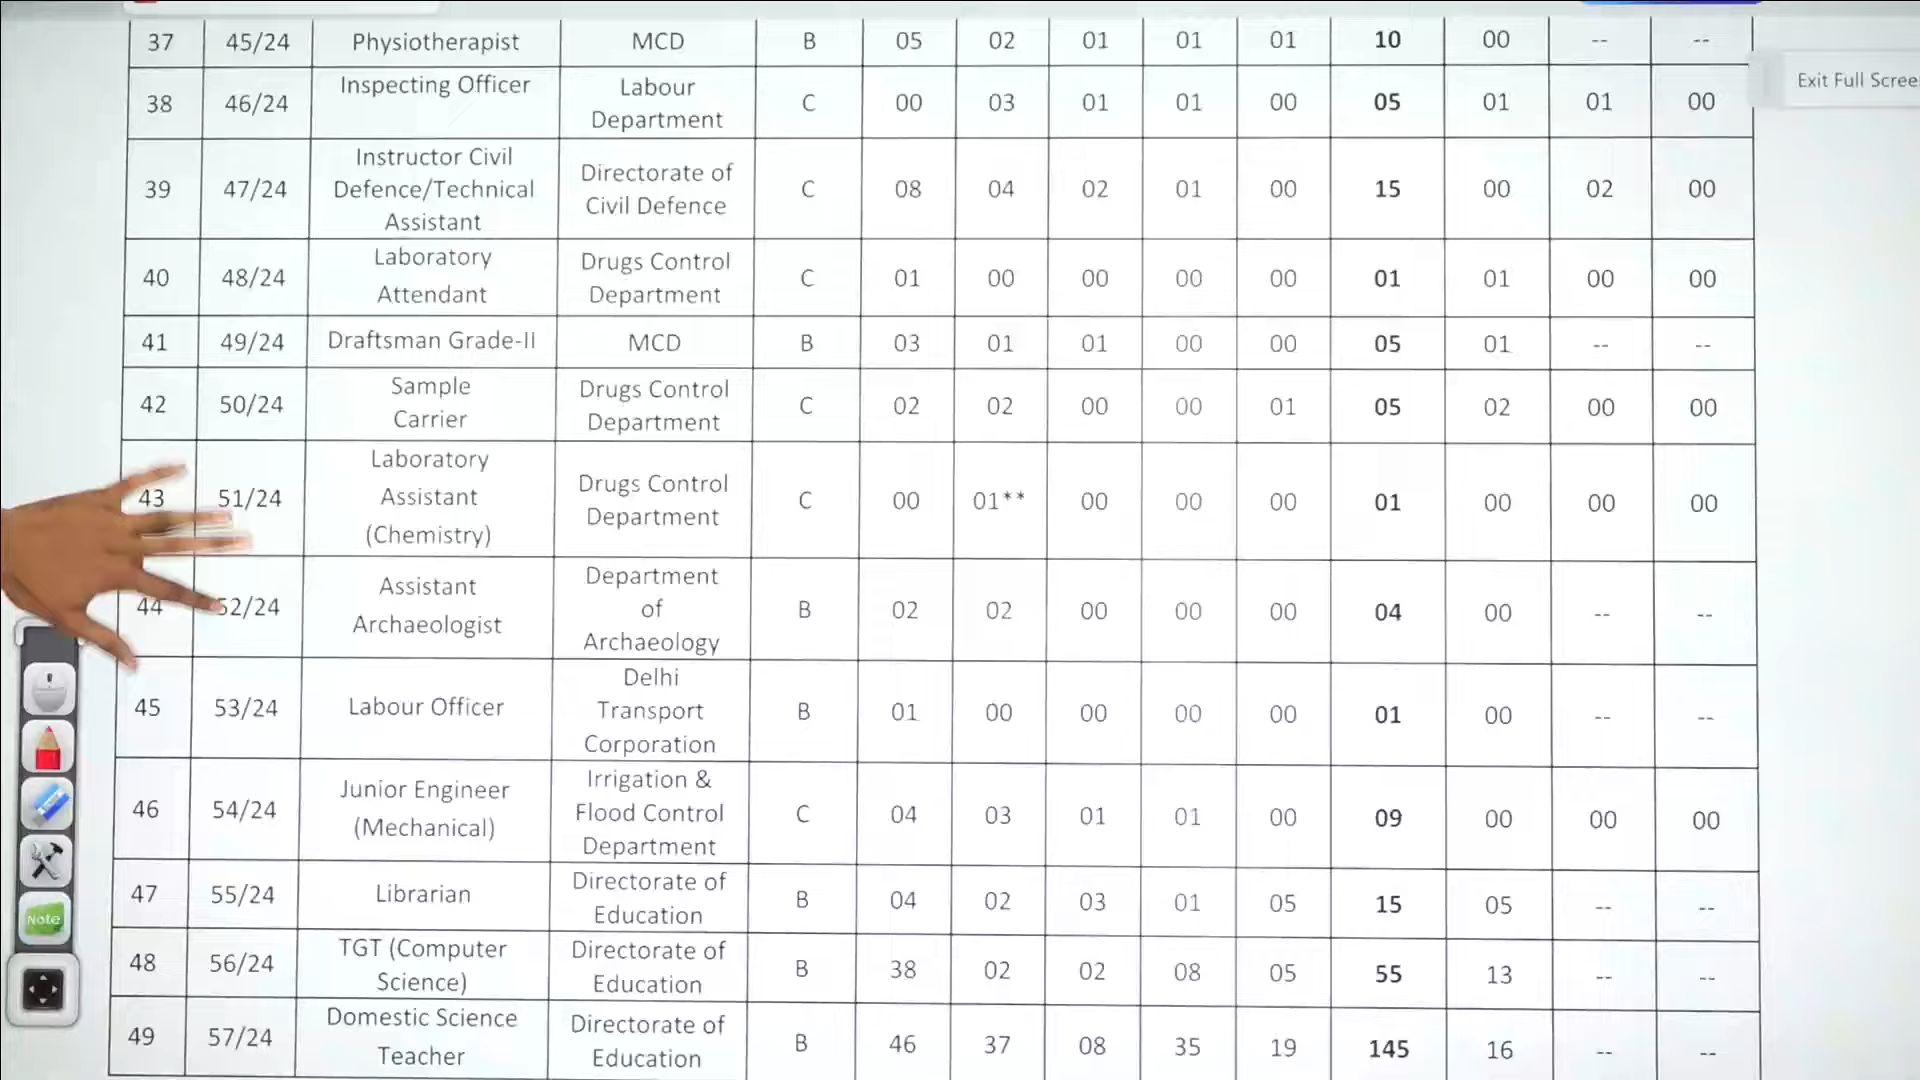 37 45/24 Physiotherapist MCD B 05 02 01 01 01 10 00 -- --
Exit Full Scree
38 46/24 Inspecting Officer Labour Department C 00 03 01 01 00 05 01 01 00
39 47/24 Instructor Civil Defence/Technical Assistant Directorate of Civil Defence C 08 04 02 01 00 15 00 02 00
40 48/24 Laboratory Attendant Drugs Control Department C 01 00 00 00 00 01 01 00 00
41 49/24 Draftsman Grade-II MCD B 03 01 01 00 00 05 01 -- --
42 50/24 Sample Carrier Drugs Control Department C 02 02 00 00 01 05 02 00 00
43 51/24 Laboratory Assistant (Chemistry) Drugs Control Department C 00 01** 00 00 00 01 00 00 00
44 52/24 Assistant Archaeologist Department of Archaeology B 02 02 00 00 00 04 00 -- --
45 53/24 Labour Officer Delhi Transport Corporation B 01 00 00 00 00 01 00 -- --
46 54/24 Junior Engineer (Mechanical) Irrigation & Flood Control Department C 04 03 01 01 00 09 00 00 00
47 55/24 Librarian Directorate of Education B 04 02 03 01 05 15 05 -- --
Note
48 56/24 TGT (Computer Science) Directorate of Education B 38 02 02 08 05 55 13 -- --
49 57/24 Domestic Science Teacher Directorate of Education B 46 37 08 35 19 145 16 -- --